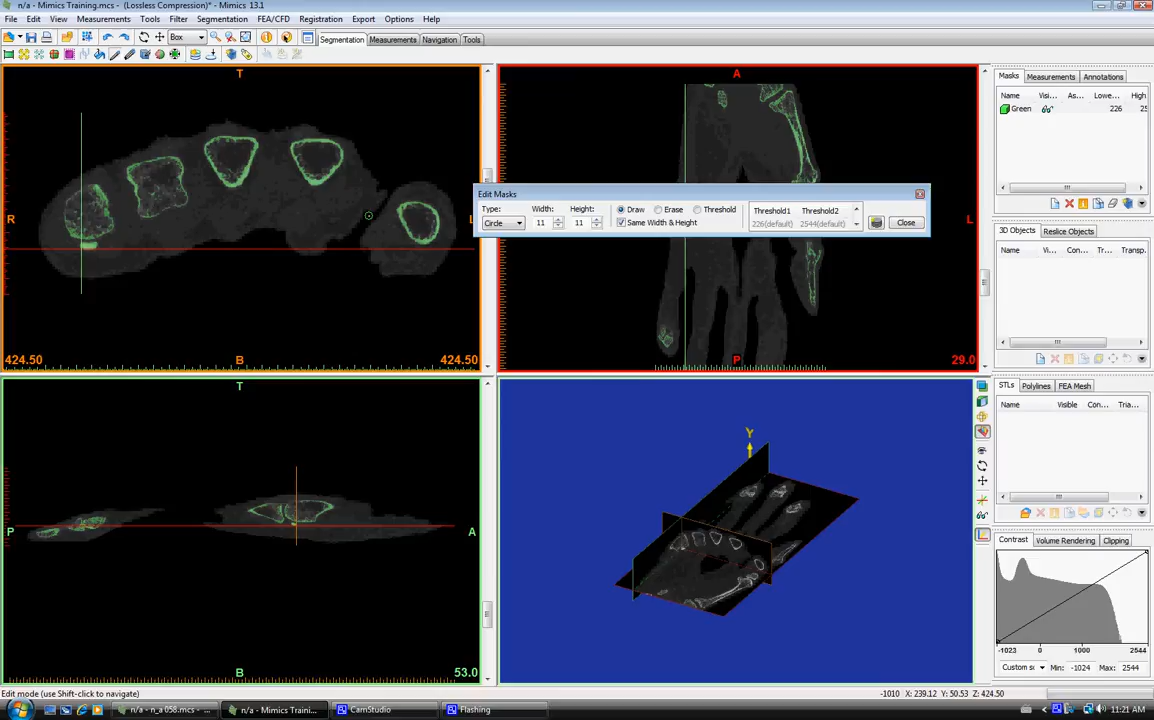 n/a - Mimics Training.mcs - (Lossless Compression)* - Mimics 13.1
File Edit View Measurements Tools Filter Segmentation FEA/CFD Registration Export Options Help
Box Segmentation Measurements Navigation Tools
T
A
R
L
L
424.50
B
424.50
P
29.0
Edit Masks
Type: Width: Height: Draw Erase Threshold Threshold1 Threshold2
Circle 11 11 Same Width & Height 226(default) 2544(default) Close
T
P
A
B
53.0
Y
Masks Measurements Annotations
Name Visi... As... Lowe... High
Green 226 25
3D Objects Reslice Objects
Name Vi... Con... Tr... Transp.
STLs Polylines FEA Mesh
Name Visible Con... Tria...
Contrast Volume Rendering Clipping
-1023 0 1000 2544
Custom sc Min: -1024 Max: 2544
Edit mode (use Shift-click to navigate)
-1010 X: 239.12 Y: 50.53 Z: 424.50
n/a - n_a 058.mcs - ...
n/a - Mimics Traini...
CamStudio
Flashing
11:21 AM